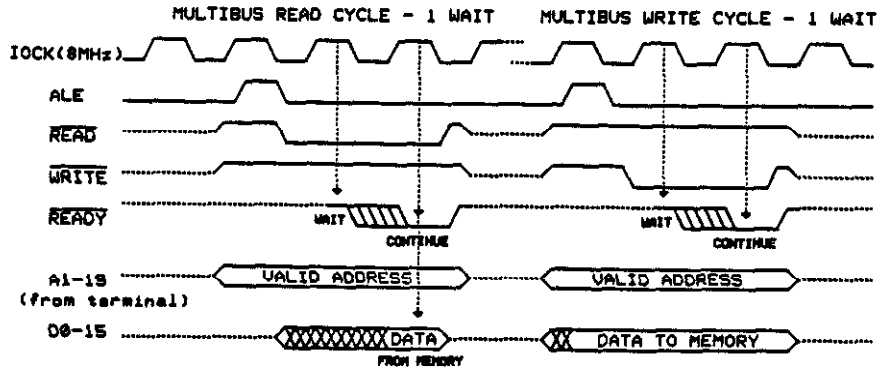 MULTIBUS READ CYCLE - 1 WAIT
MULTIBUS WRITE CYCLE - 1 WAIT
IOCK(8MHz)
ALE
READ
WRITE
READY
WAIT
CONTINUE
WAIT
CONTINUE
A1-19
(from terminal)
VALID ADDRESS
VALID ADDRESS
D0-15
DATA
FROM MEMORY
DATA TO MEMORY